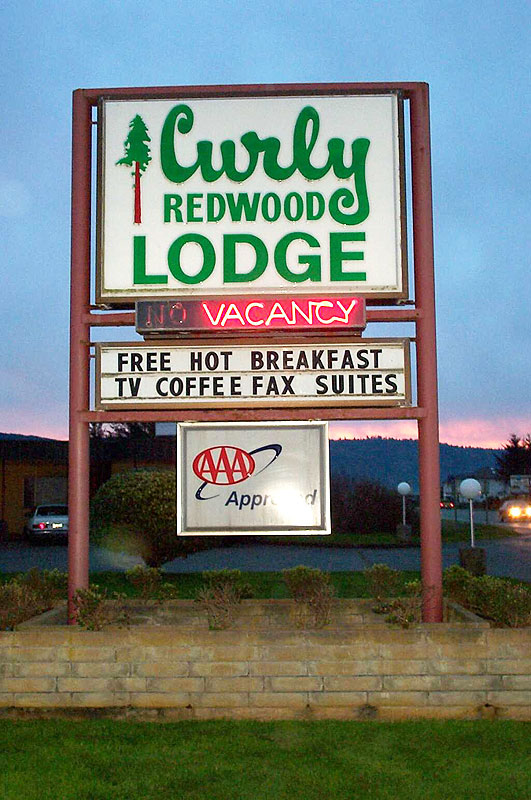 Curly
REDWOOD
LODGE
NO VACANCY
FREE HOT BREAKFAST
TV COFFEE FAX SUITES
AAA
Approved